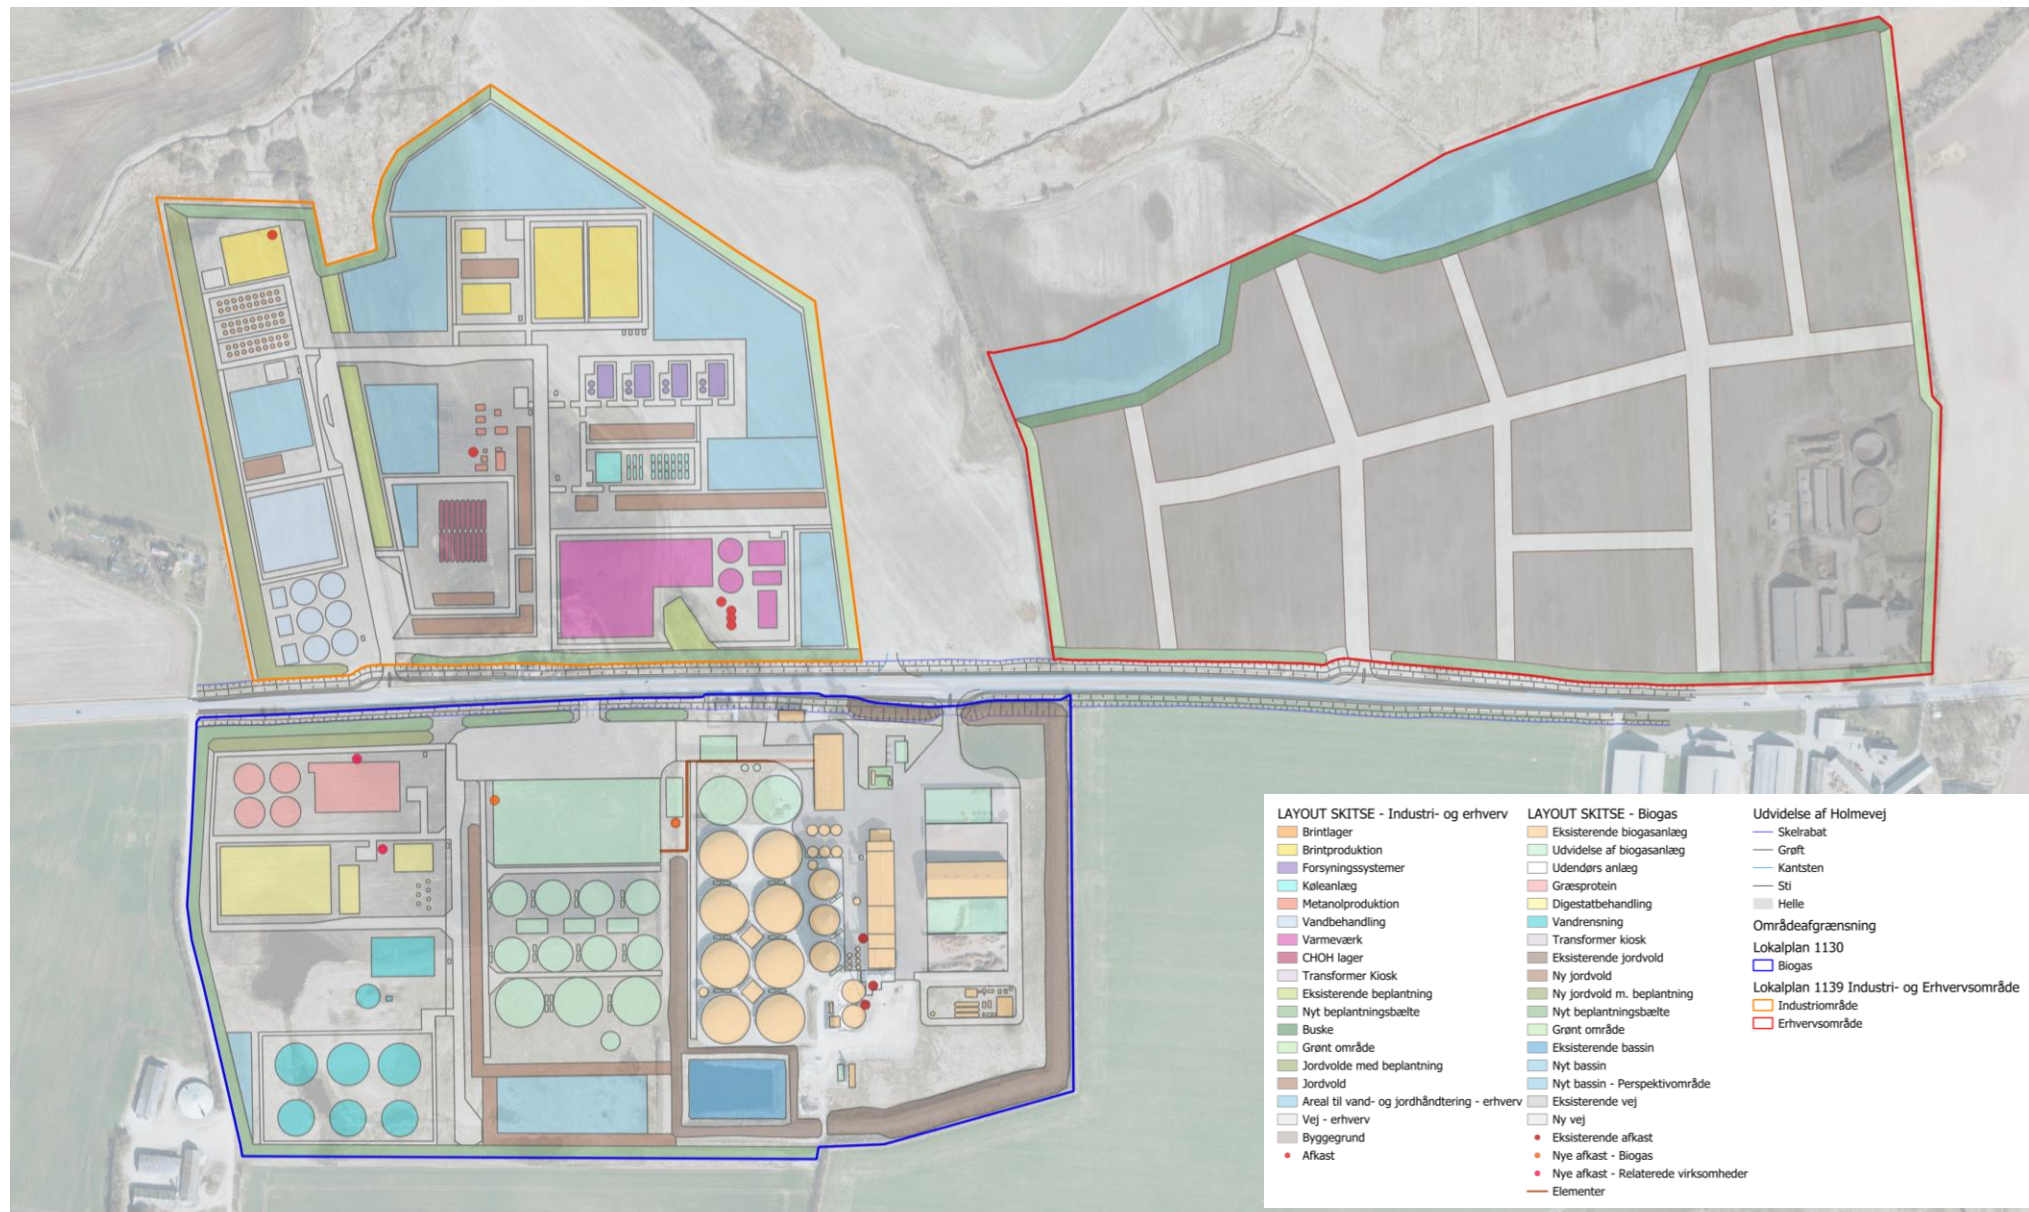 LAYOUT SKITSE - Industri- og erhverv
Brintlager
Brintproduktion
Forsyningssystemer
Køleanlæg
Metanolproduktion
Vandbehandling
Varmeværk
CHOH lager
Transformer Kiosk
Eksisterende beplantning
Nyt beplantningsbælte
Buske
Grønt område
Jordvolde med beplantning
Jordvold
Areal til vand- og jordhåndtering - erhverv
Vej - erhverv
Byggegrund
Afkast
LAYOUT SKITSE - Biogas
Eksisterende biogasanlæg
Udvidelse af biogasanlæg
Udendørs anlæg
Græsprotein
Digestatbehandling
Vandrensning
Transformer kiosk
Eksisterende jordvold
Ny jordvold
Ny jordvold m. beplantning
Nyt beplantningsbælte
Grønt område
Eksisterende bassin
Nyt bassin
Nyt bassin - Perspektivområde
Eksisterende vej
Ny vej
Eksisterende afkast
Nye afkast - Biogas
Nye afkast - Relaterede virksomheder
Elementer
Udvidelse af Holmevej
Skelrabat
Grøft
Kantsten
Sti
Helle
Områdeafgrænsning
Lokalplan 1130
Biogas
Lokalplan 1139 Industri- og Erhvervsområde
Industriområde
Erhvervsområde